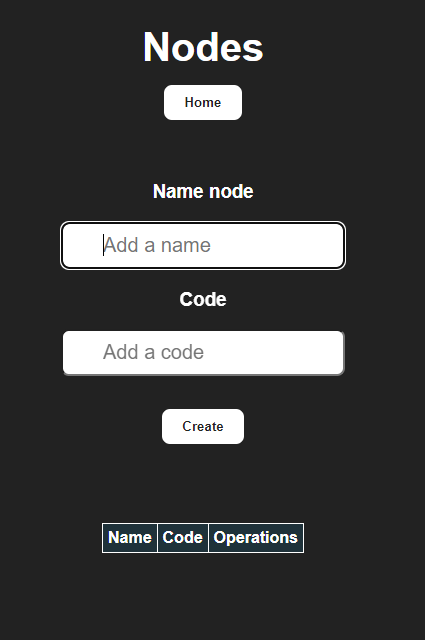 Nodes
Home
Name node
Add a name
Code
Add a code
Create
Name Code Operations